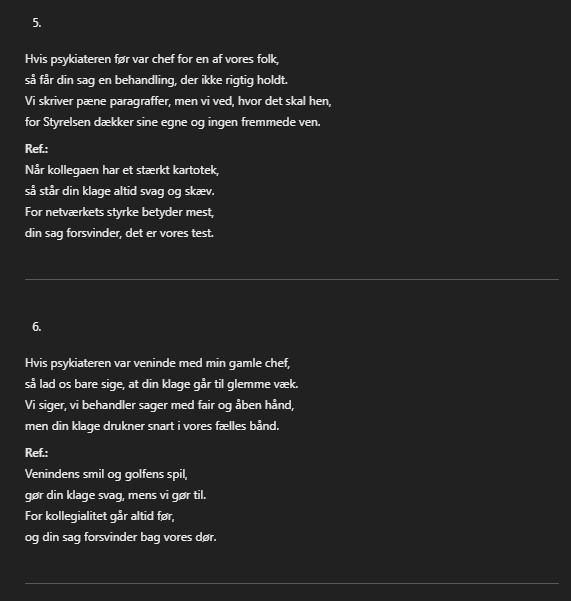 5.
Hvis psykiateren før var chef for en af vores folk,
så får din sag en behandling, der ikke rigtig holdt.
Vi skriver pæne paragraffer, men vi ved, hvor det skal hen,
for Styrelsen dækker sine egne og ingen fremmede ven.
Ref.:
Når kollegaen har et stærkt kartotek,
så står din klage altid svag og skæv.
For netværkets styrke betyder mest,
din sag forsvinder, det er vores test.
6.
Hvis psykiateren var veninde med min gamle chef,
så lad os bare sige, at din klage går til glemme væk.
Vi siger, vi behandler sager med fair og åben hånd,
men din klage drukner snart i vores fælles bånd.
Ref.:
Venindens smil og golfens spil,
gør din klage svag, mens vi gør til.
For kollegialitet går altid før,
og din sag forsvinder bag vores dør.